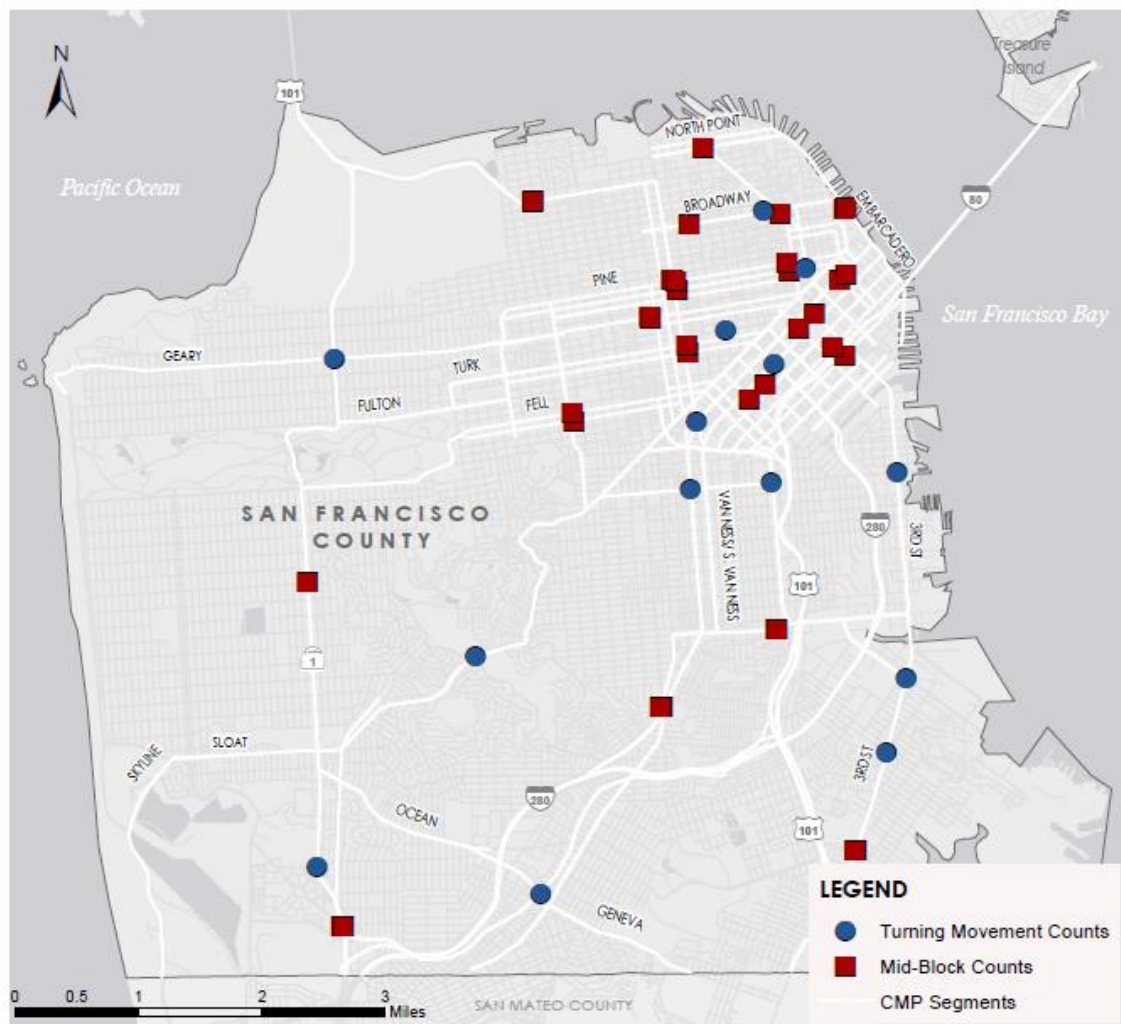 N
101
Treasure
Island
NORTH POINT
Pacific Ocean
BROADWAY
EMBARCADERO
80
PINE
San Francisco Bay
GEARY
TURK
FULTON
FELL
SAN FRANCISCO
COUNTY
VAN NESS/ S. VAN NESS
280
3RD ST
101
1
SLOAT
SKYLINE
3RD ST
280
OCEAN
101
GENEVA
LEGEND
Turning Movement Counts
Mid-Block Counts
CMP Segments
0 0.5 1 2 3
Miles
SAN MATEO COUNTY